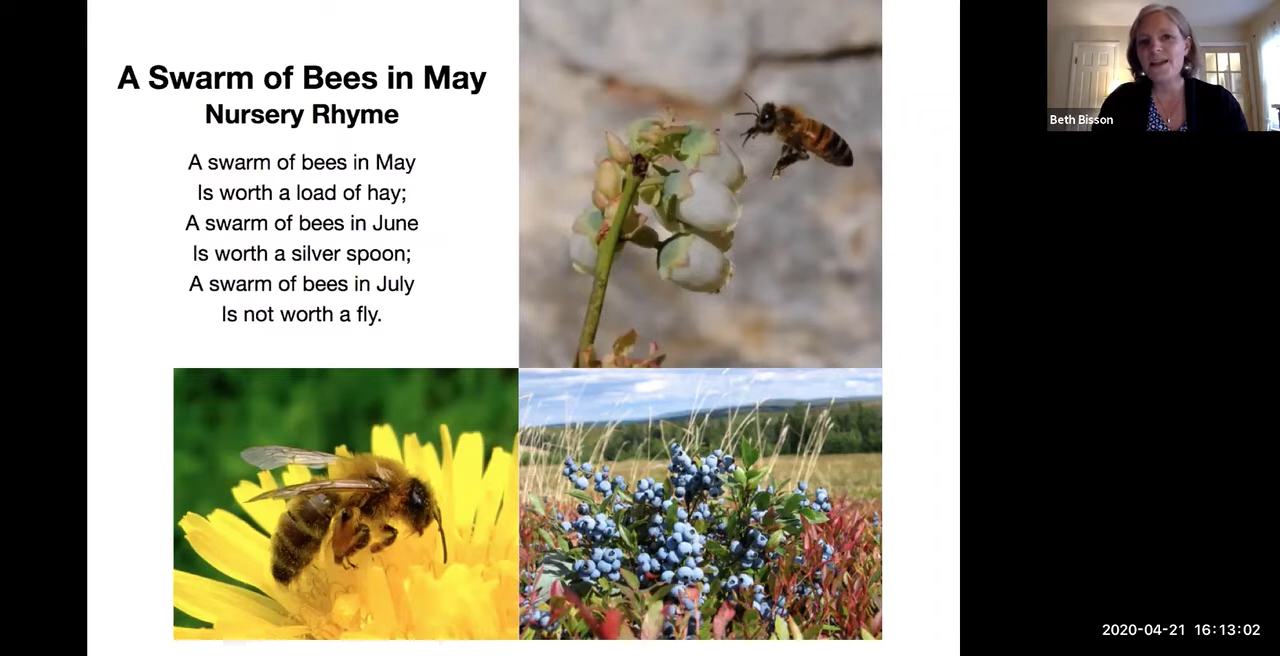 A Swarm of Bees in May
Nursery Rhyme
A swarm of bees in May
Is worth a load of hay;
A swarm of bees in June
Is worth a silver spoon;
A swarm of bees in July
Is not worth a fly.
Beth Bisson
2020-04-21 16:13:02